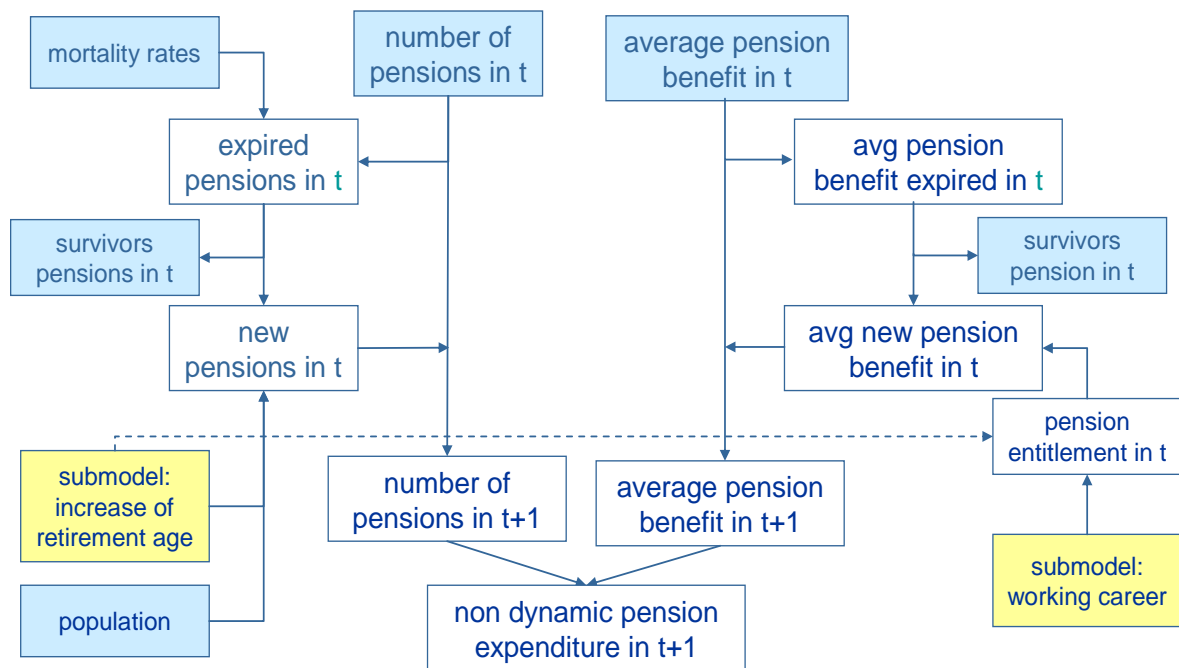 mortality rates
number of
pensions in t
average pension
benefit in t
expired
pensions in t
avg pension
benefit expired in t
survivors
pensions in t
survivors
pension in t
new
pensions in t
avg new pension
benefit in t
pension
entitlement in t
submodel:
increase of
retirement age
number of
pensions in t+1
average pension
benefit in t+1
submodel:
working career
population
non dynamic pension
expenditure in t+1